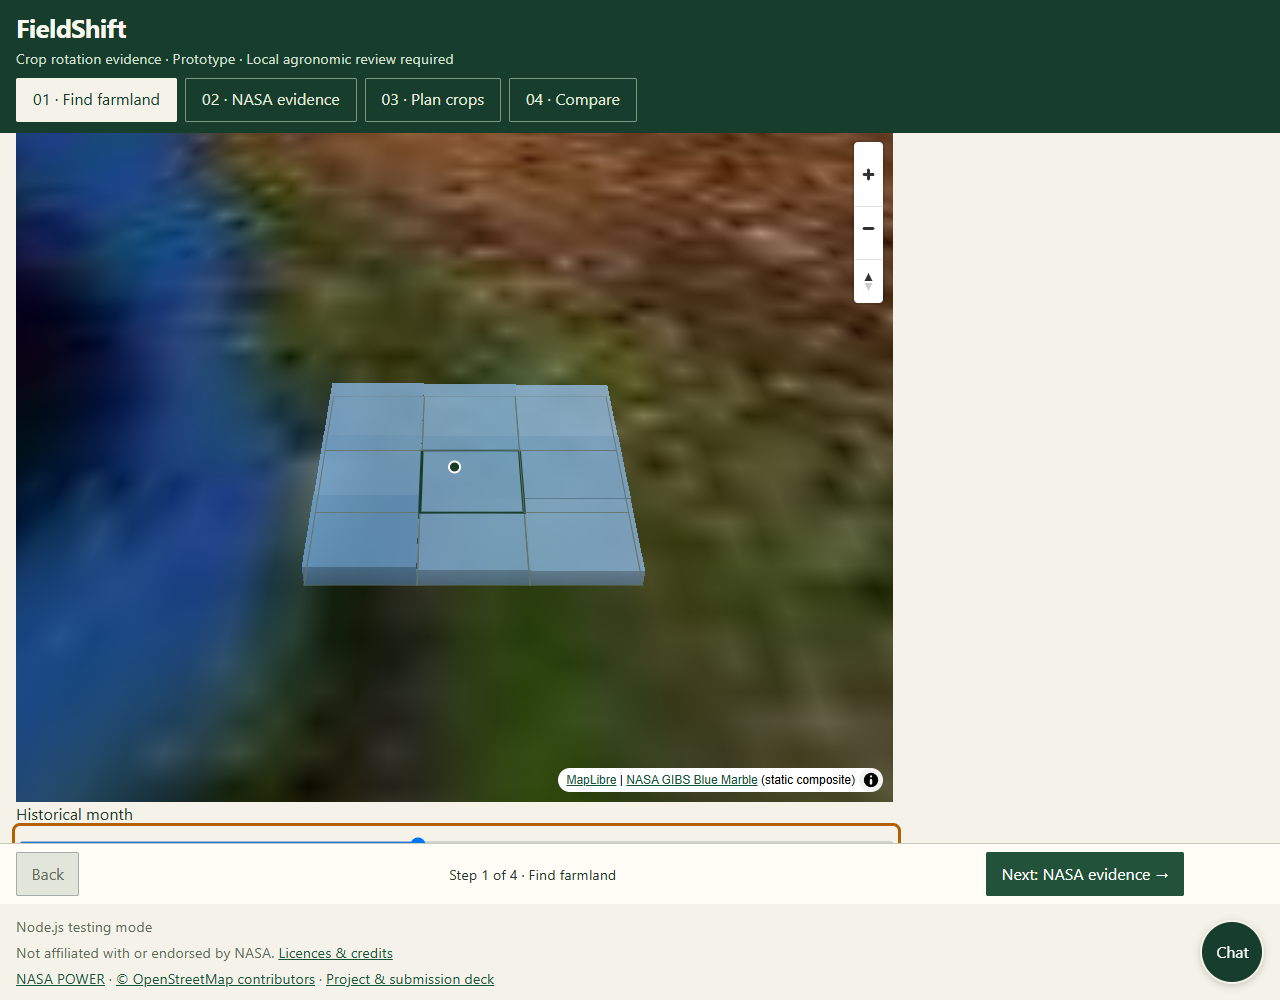 FieldShift
Crop rotation evidence · Prototype · Local agronomic review required
01 · Find farmland
02 · NASA evidence
03 · Plan crops
04 · Compare
MapLibre | NASA GIBS Blue Marble (static composite)
Historical month
Back
Step 1 of 4 · Find farmland
Next: NASA evidence →
Node.js testing mode
Not affiliated with or endorsed by NASA. Licences & credits
NASA POWER · © OpenStreetMap contributors · Project & submission deck
Chat